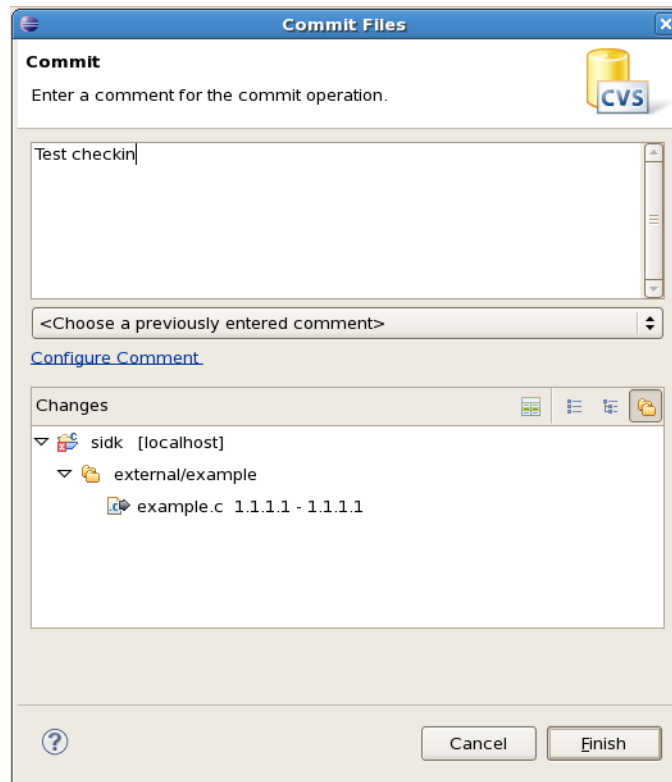 Commit Files
Commit
Enter a comment for the commit operation.
CVS
Test checkin
<Choose a previously entered comment>
Configure Comment
Changes
sidk [localhost]
external/example
.c example.c 1.1.1.1 - 1.1.1.1
Cancel Finish